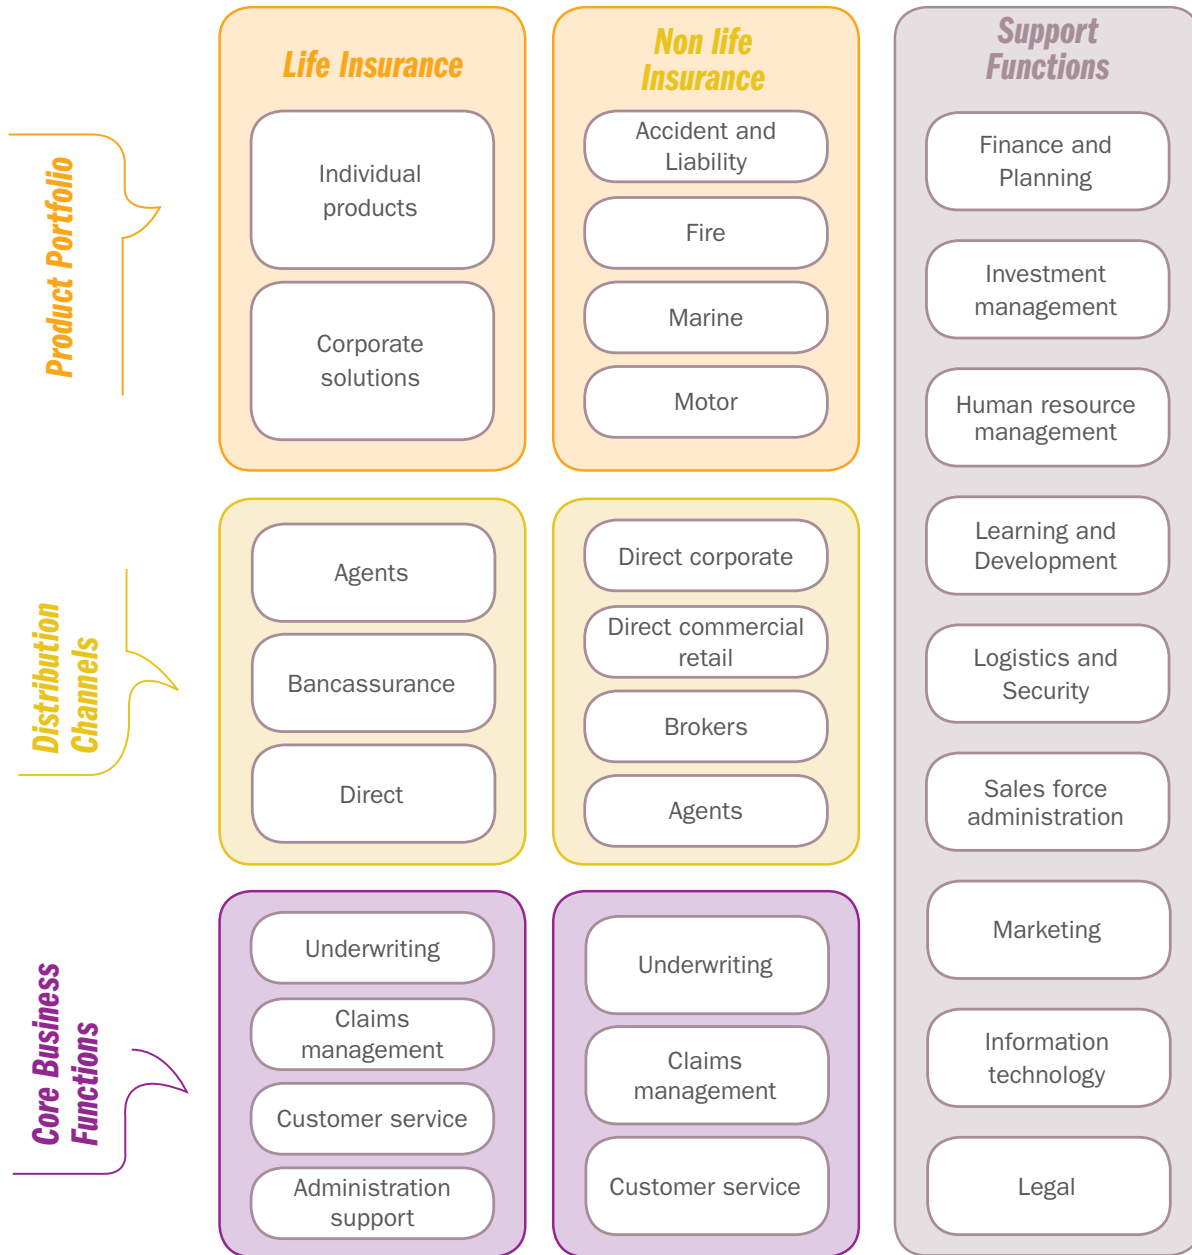 Life Insurance
Non life
Insurance
Support
Functions
Product Portfolio
Individual
products
Corporate
solutions
Accident and
Liability
Fire
Marine
Motor
Distribution
Channels
Agents
Bancassurance
Direct
Direct corporate
Direct commercial
retail
Brokers
Agents
Core Business
Functions
Underwriting
Claims
management
Customer service
Administration
support
Underwriting
Claims
management
Customer service
Finance and
Planning
Investment
management
Human resource
management
Learning and
Development
Logistics and
Security
Sales force
administration
Marketing
Information
technology
Legal